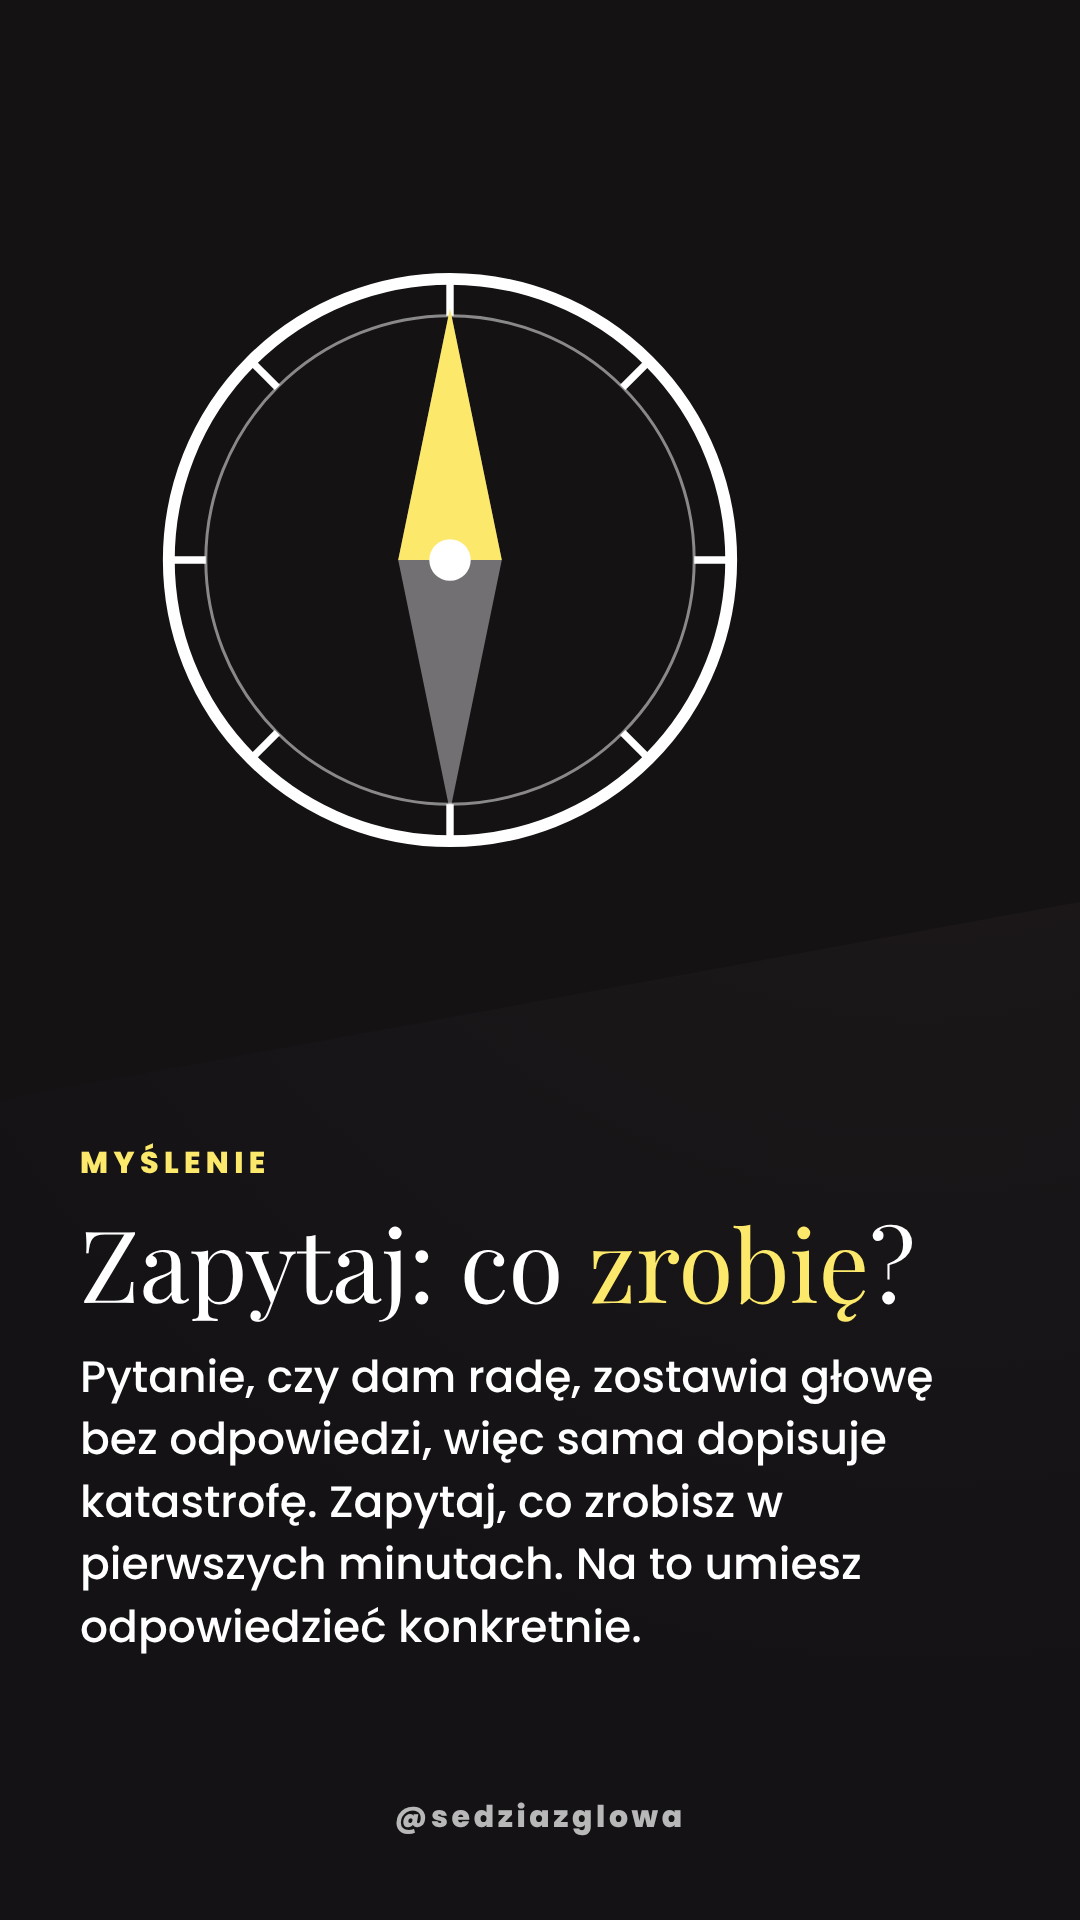 MYŚLENIE
Zapytaj: co zrobię?
Pytanie, czy dam radę, zostawia głowę
bez odpowiedzi, więc sama dopisuje
katastrofę. Zapytaj, co zrobisz w
pierwszych minutach. Na to umiesz
odpowiedzieć konkretnie.
@sedziazglowa